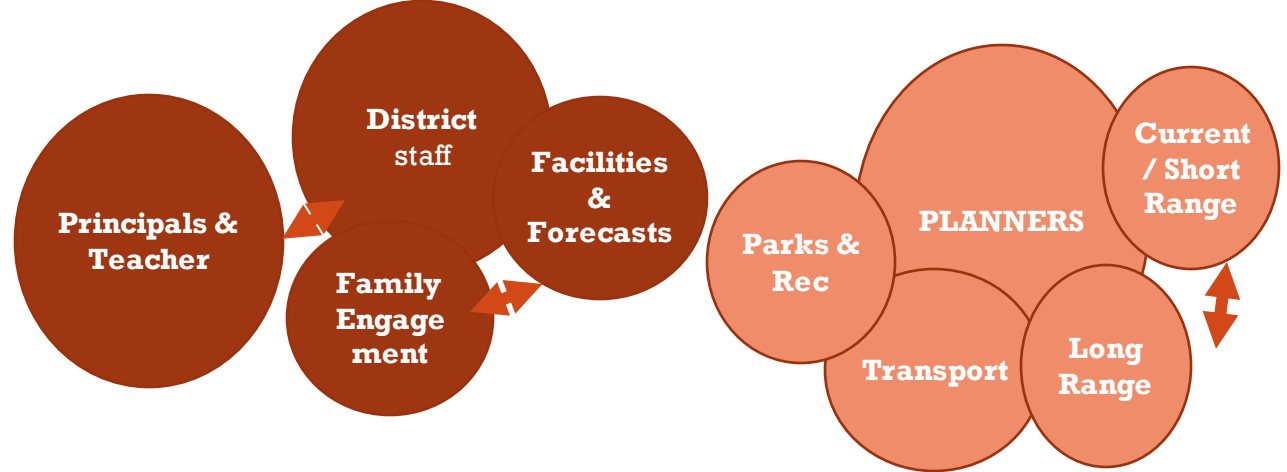 Principals &
Teacher
District
staff
Family
Engage
ment
Facilities
&
Forecasts
Parks &
Rec
PLANNERS
Transport
Current
/ Short
Range
Long
Range